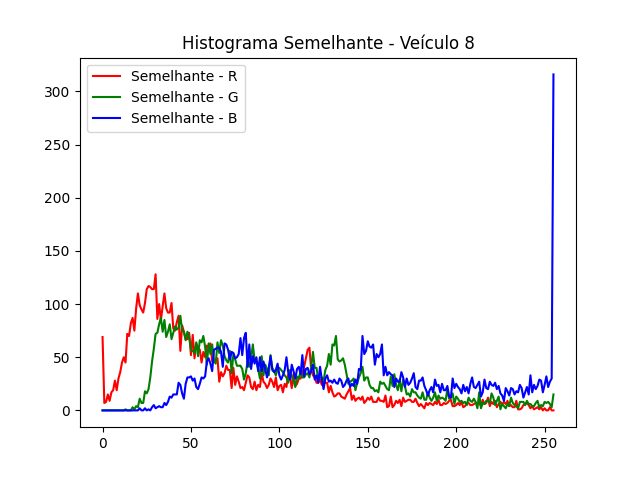 Histograma Semelhante - Veículo 8
Semelhante - R
Semelhante - G
Semelhante - B
300
250
200
150
100
50
0
0 50 100 150 200 250